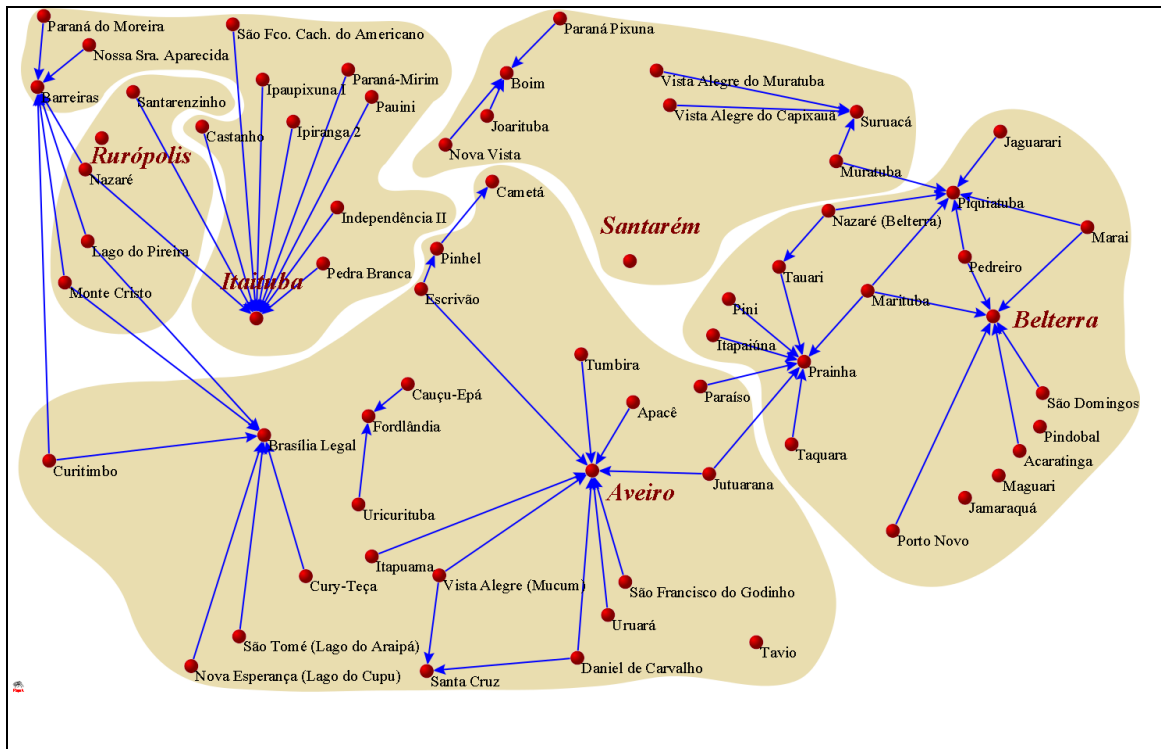 Paraná do Moreira
São Fco. Cach. do Americano
Paraná Pixuna
Nossa Sra. Aparecida
Barreiras
Santarenzinho
Ipaupixuna I
Paraná-Mirim
Pauini
Boim
Vista Alegre do Muratuba
Vista Alegre do Capixauã
Suruacá
Castanho
Ipiranga 2
Joarituba
Jaguarari
Rurópolis
Nova Vista
Nazaré
Muratuba
Cametá
Piquiatuba
Independência II
Santarém
Nazaré (Belterra)
Marai
Lago do Pireira
Pinhel
Tauari
Pedreiro
Itaituba
Pedra Branca
Monte Cristo
Escrivão
Marituba
Pini
Belterra
Itapaiúna
Tumbira
Prainha
Cauçu-Epá
Paraíso
São Domingos
Fordlândia
Apacê
Brasília Legal
Pindobal
Taquara
Acaratinga
Curitimbo
Aveiro
Jutuarana
Maguari
Uricurituba
Jamaraquá
Porto Novo
Itapuama
Cury-Teça
Vista Alegre (Mucum)
São Francisco do Godinho
Uruará
São Tomé (Lago do Araipá)
Tavio
Nova Esperança (Lago do Cupu)
Santa Cruz
Daniel de Carvalho